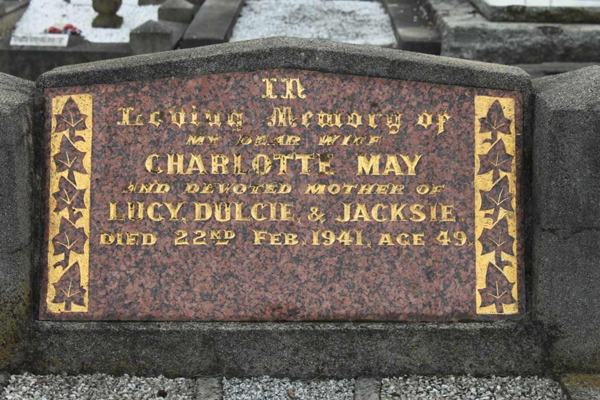 In
Loving Memory of
MY DEAR WIFE
CHARLOTTE MAY
AND DEVOTED MOTHER OF
LUCY, DULCIE, & JACKSIE
DIED 22ND FEB. 1941, AGE 49.